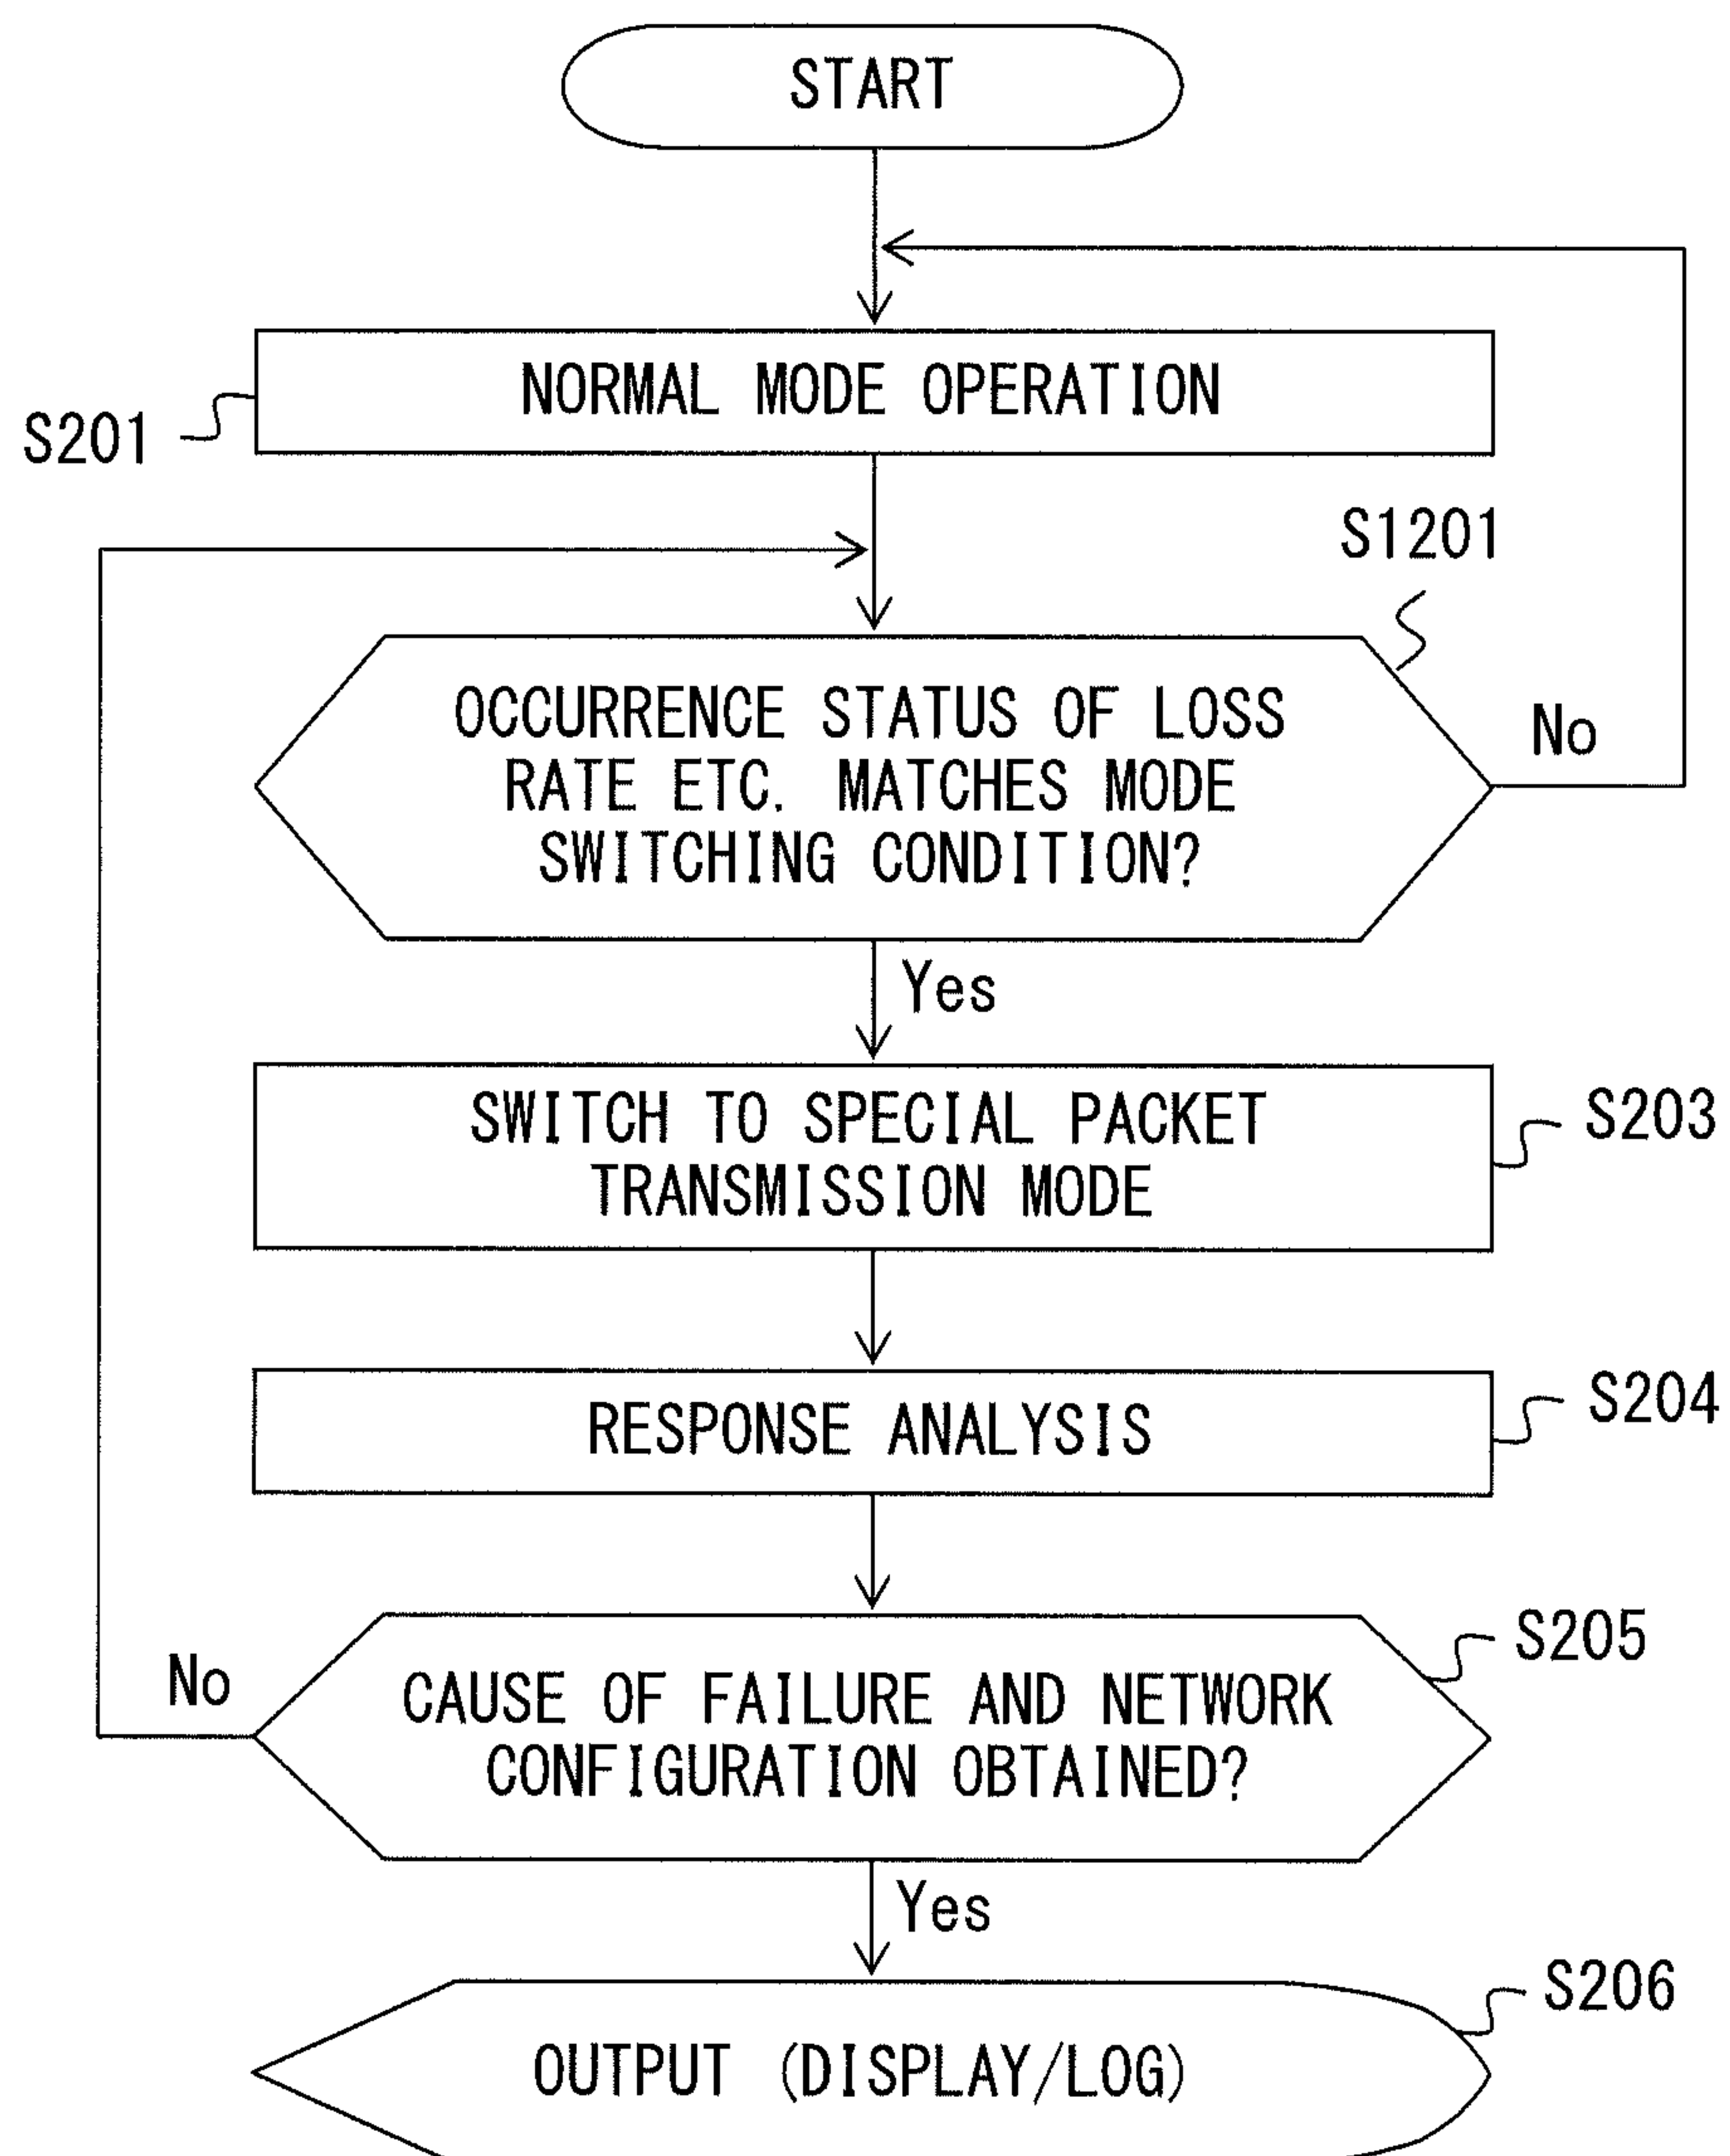 START
NORMAL MODE OPERATION
S201
S1201
OCCURRENCE STATUS OF LOSS
RATE ETC. MATCHES MODE
SWITCHING CONDITION?
No
Yes
SWITCH TO SPECIAL PACKET
TRANSMISSION MODE
S203
RESPONSE ANALYSIS
S204
S205
No
CAUSE OF FAILURE AND NETWORK
CONFIGURATION OBTAINED?
Yes
S206
OUTPUT (DISPLAY/LOG)